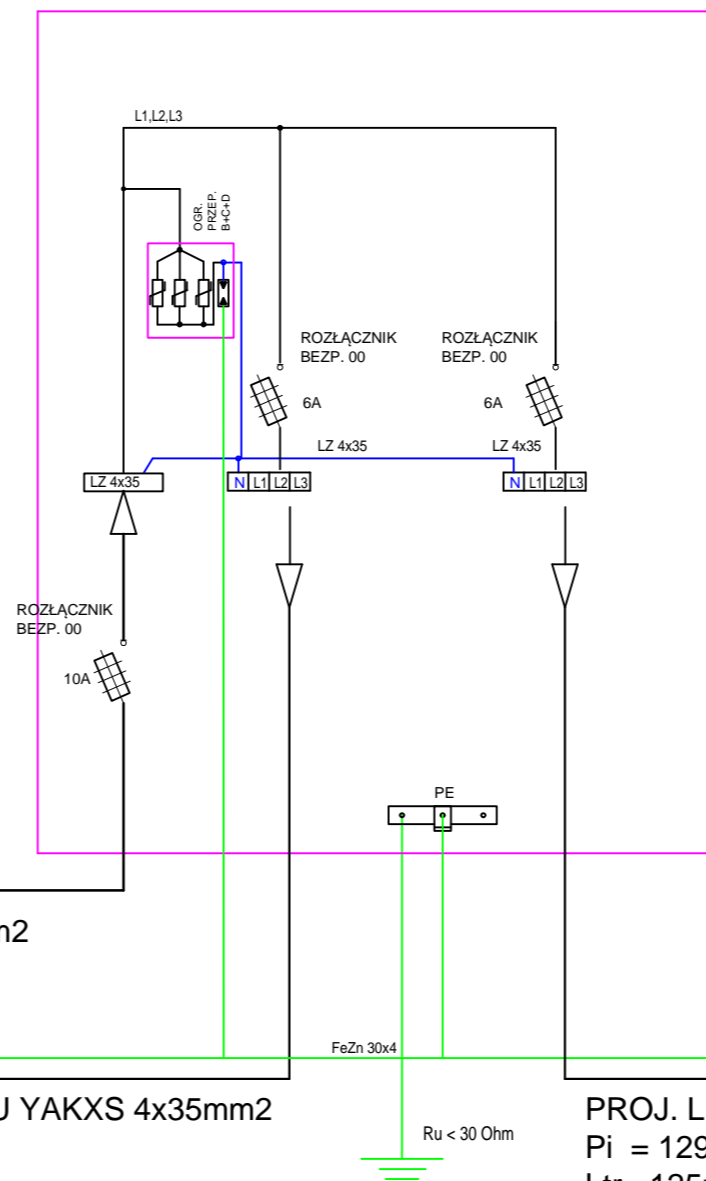 L1,L2,L3
OGR.
PRZEP.
B+C+D
ROZŁĄCZNIK
BEZP. 00
6A
ROZŁĄCZNIK
BEZP. 00
6A
LZ 4x35
LZ 4x35
LZ 4x35
N L1 L2 L3
N L1 L2 L3
ROZŁĄCZNIK
BEZP. 00
10A
PE
m2
FeZn 30x4
U YAKXS 4x35mm2
Ru < 30 Ohm
PROJ. L
Pi = 129